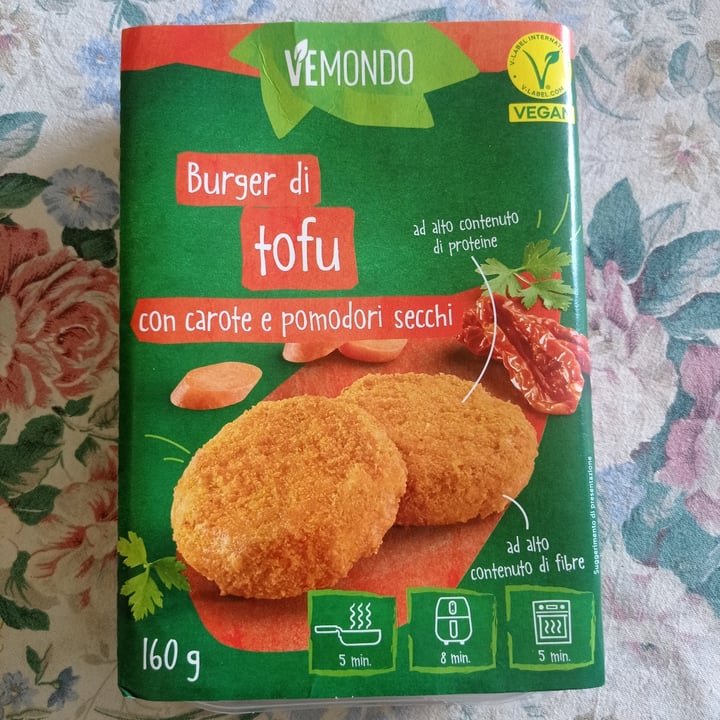 VEMONDO
V-LABEL INTERNATI
V-LABEL.COM
VEGAN
Burger di
tofu
con carote e pomodori secchi
ad alto contenuto
di proteine
ad alto
contenuto di fibre
Suggerimento di presentazione
160 g
5 min.
8 min.
5 min.